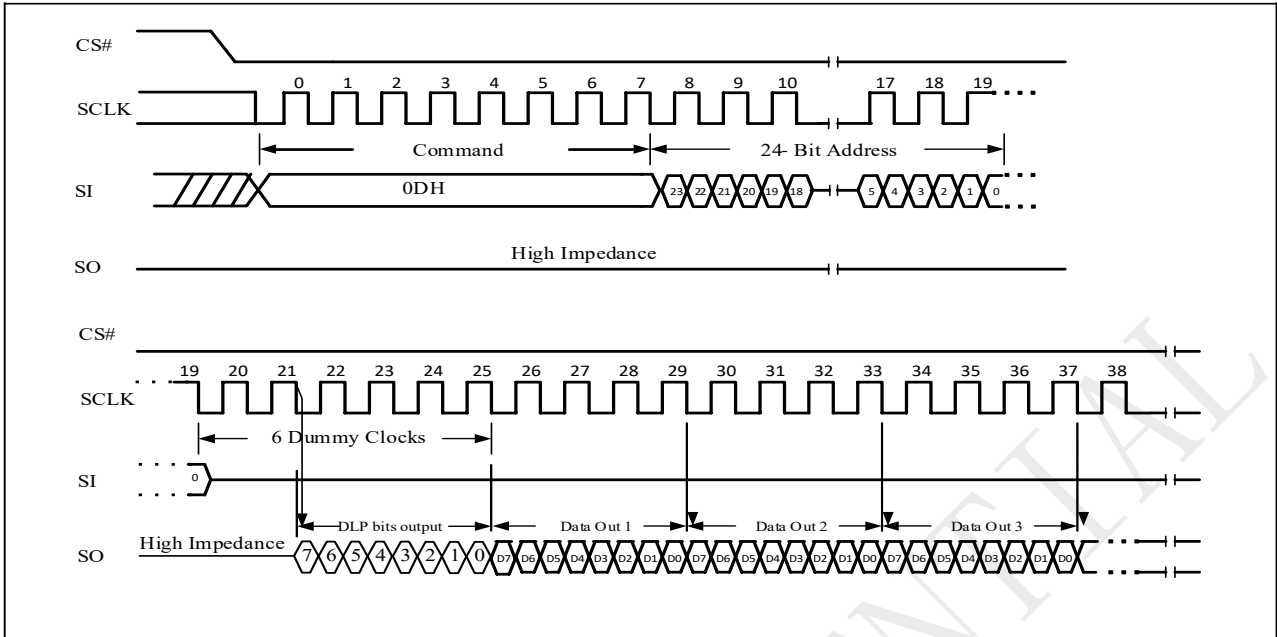 CS#
0 1 2 3 4 5 6 7 8 9 10 17 18 19
SCLK
Command 24- Bit Address
SI 0DH 23 22 21 20 19 18 5 4 3 2 1 0
High Impedance
SO
CS#
19 20 21 22 23 24 25 26 27 28 29 30 31 32 33 34 35 36 37 38
SCLK
6 Dummy Clocks
SI 0
DLP bits output Data Out 1 Data Out 2 Data Out 3
High Impedance
SO 7 6 5 4 3 2 1 0 D7 D6 D5 D4 D3 D2 D1 D0 D7 D6 D5 D4 D3 D2 D1 D0 D7 D6 D5 D4 D3 D2 D1 D0
ENTIAL